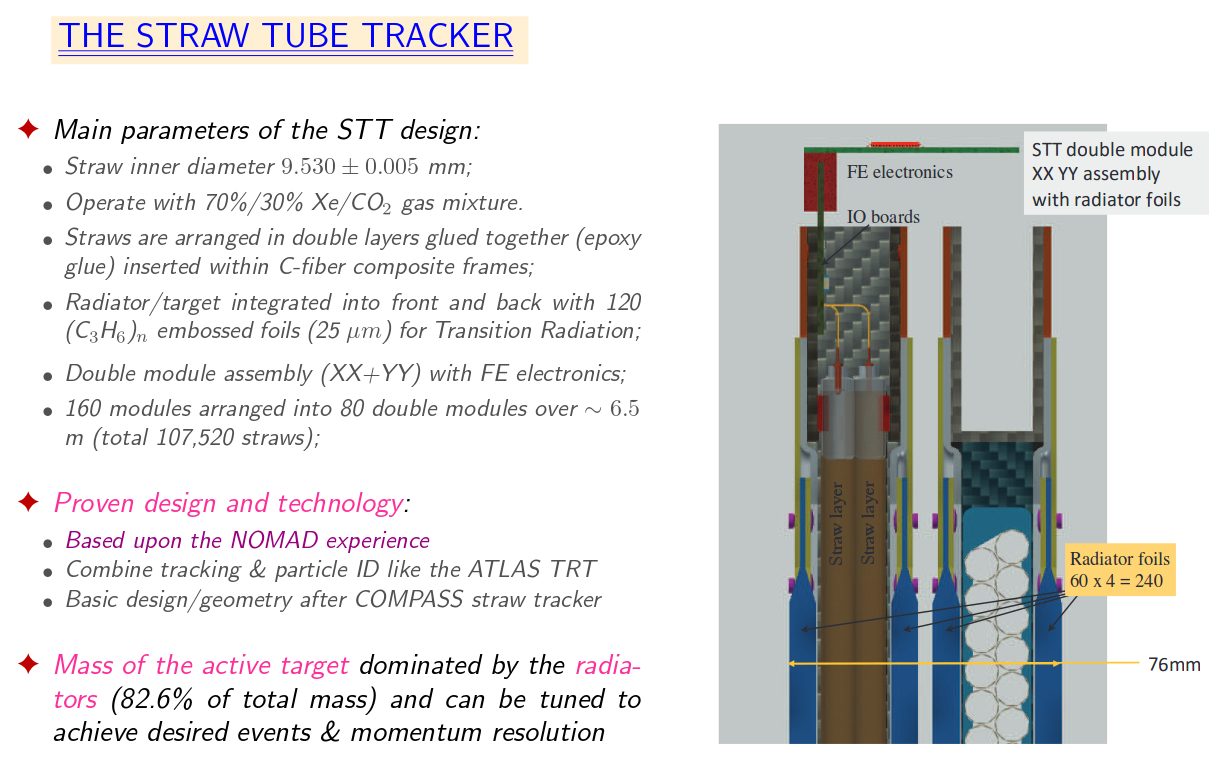 THE STRAW TUBE TRACKER
✦ Main parameters of the STT design:
• Straw inner diameter 9.530 ± 0.005 mm;
• Operate with 70%/30% Xe/CO₂ gas mixture.
• Straws are arranged in double layers glued together (epoxy
glue) inserted within C-fiber composite frames;
• Radiator/target integrated into front and back with 120
(C₃H₆)ₙ embossed foils (25 μm) for Transition Radiation;
• Double module assembly (XX+YY) with FE electronics;
• 160 modules arranged into 80 double modules over ∼ 6.5
m (total 107,520 straws);
✦ Proven design and technology:
• Based upon the NOMAD experience
• Combine tracking & particle ID like the ATLAS TRT
• Basic design/geometry after COMPASS straw tracker
✦ Mass of the active target dominated by the radia-
tors (82.6% of total mass) and can be tuned to
achieve desired events & momentum resolution
STT double module
XX YY assembly
with radiator foils
FE electronics
IO boards
Straw layer
Straw layer
Radiator foils
60 x 4 = 240
76mm